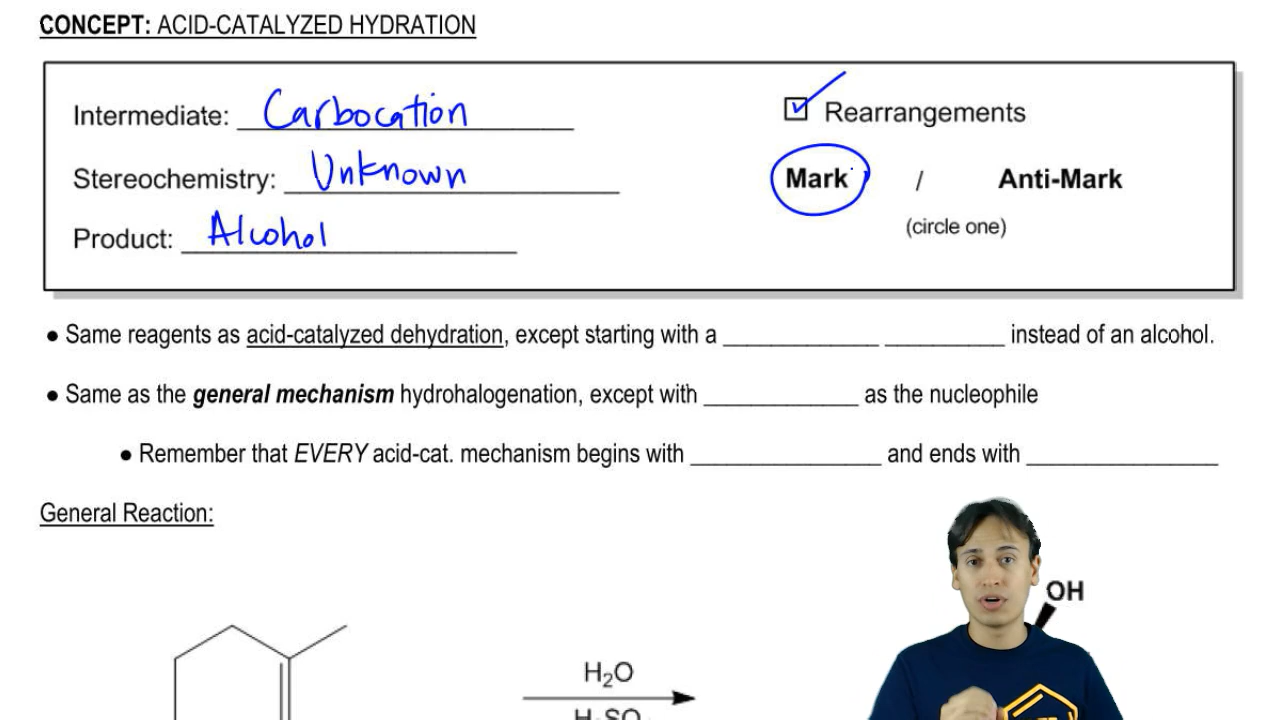 CONCEPT: ACID-CATALYZED HYDRATION
Intermediate: Carbocation
Rearrangements
Stereochemistry: Unknown
Mark / Anti-Mark
(circle one)
Product: Alcohol
● Same reagents as acid-catalyzed dehydration, except starting with a ____________ __________ instead of an alcohol.
● Same as the general mechanism hydrohalogenation, except with _____________ as the nucleophile
● Remember that EVERY acid-cat. mechanism begins with ________________ and ends with ________________
General Reaction:
OH
H₂O